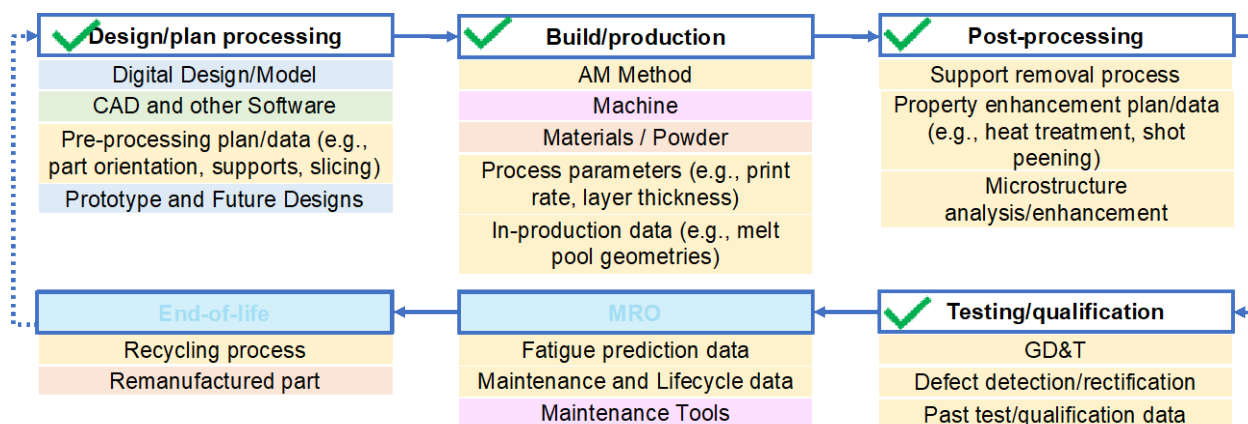 Design/plan processing
Digital Design/Model
CAD and other Software
Pre-processing plan/data (e.g.,
part orientation, supports, slicing)
Prototype and Future Designs
Build/production
AM Method
Machine
Materials / Powder
Process parameters (e.g., print
rate, layer thickness)
In-production data (e.g., melt
pool geometries)
Post-processing
Support removal process
Property enhancement plan/data
(e.g., heat treatment, shot
peening)
Microstructure
analysis/enhancement
End-of-life
Recycling process
Remanufactured part
MRO
Fatigue prediction data
Maintenance and Lifecycle data
Maintenance Tools
Testing/qualification
GD&T
Defect detection/rectification
Past test/qualification data